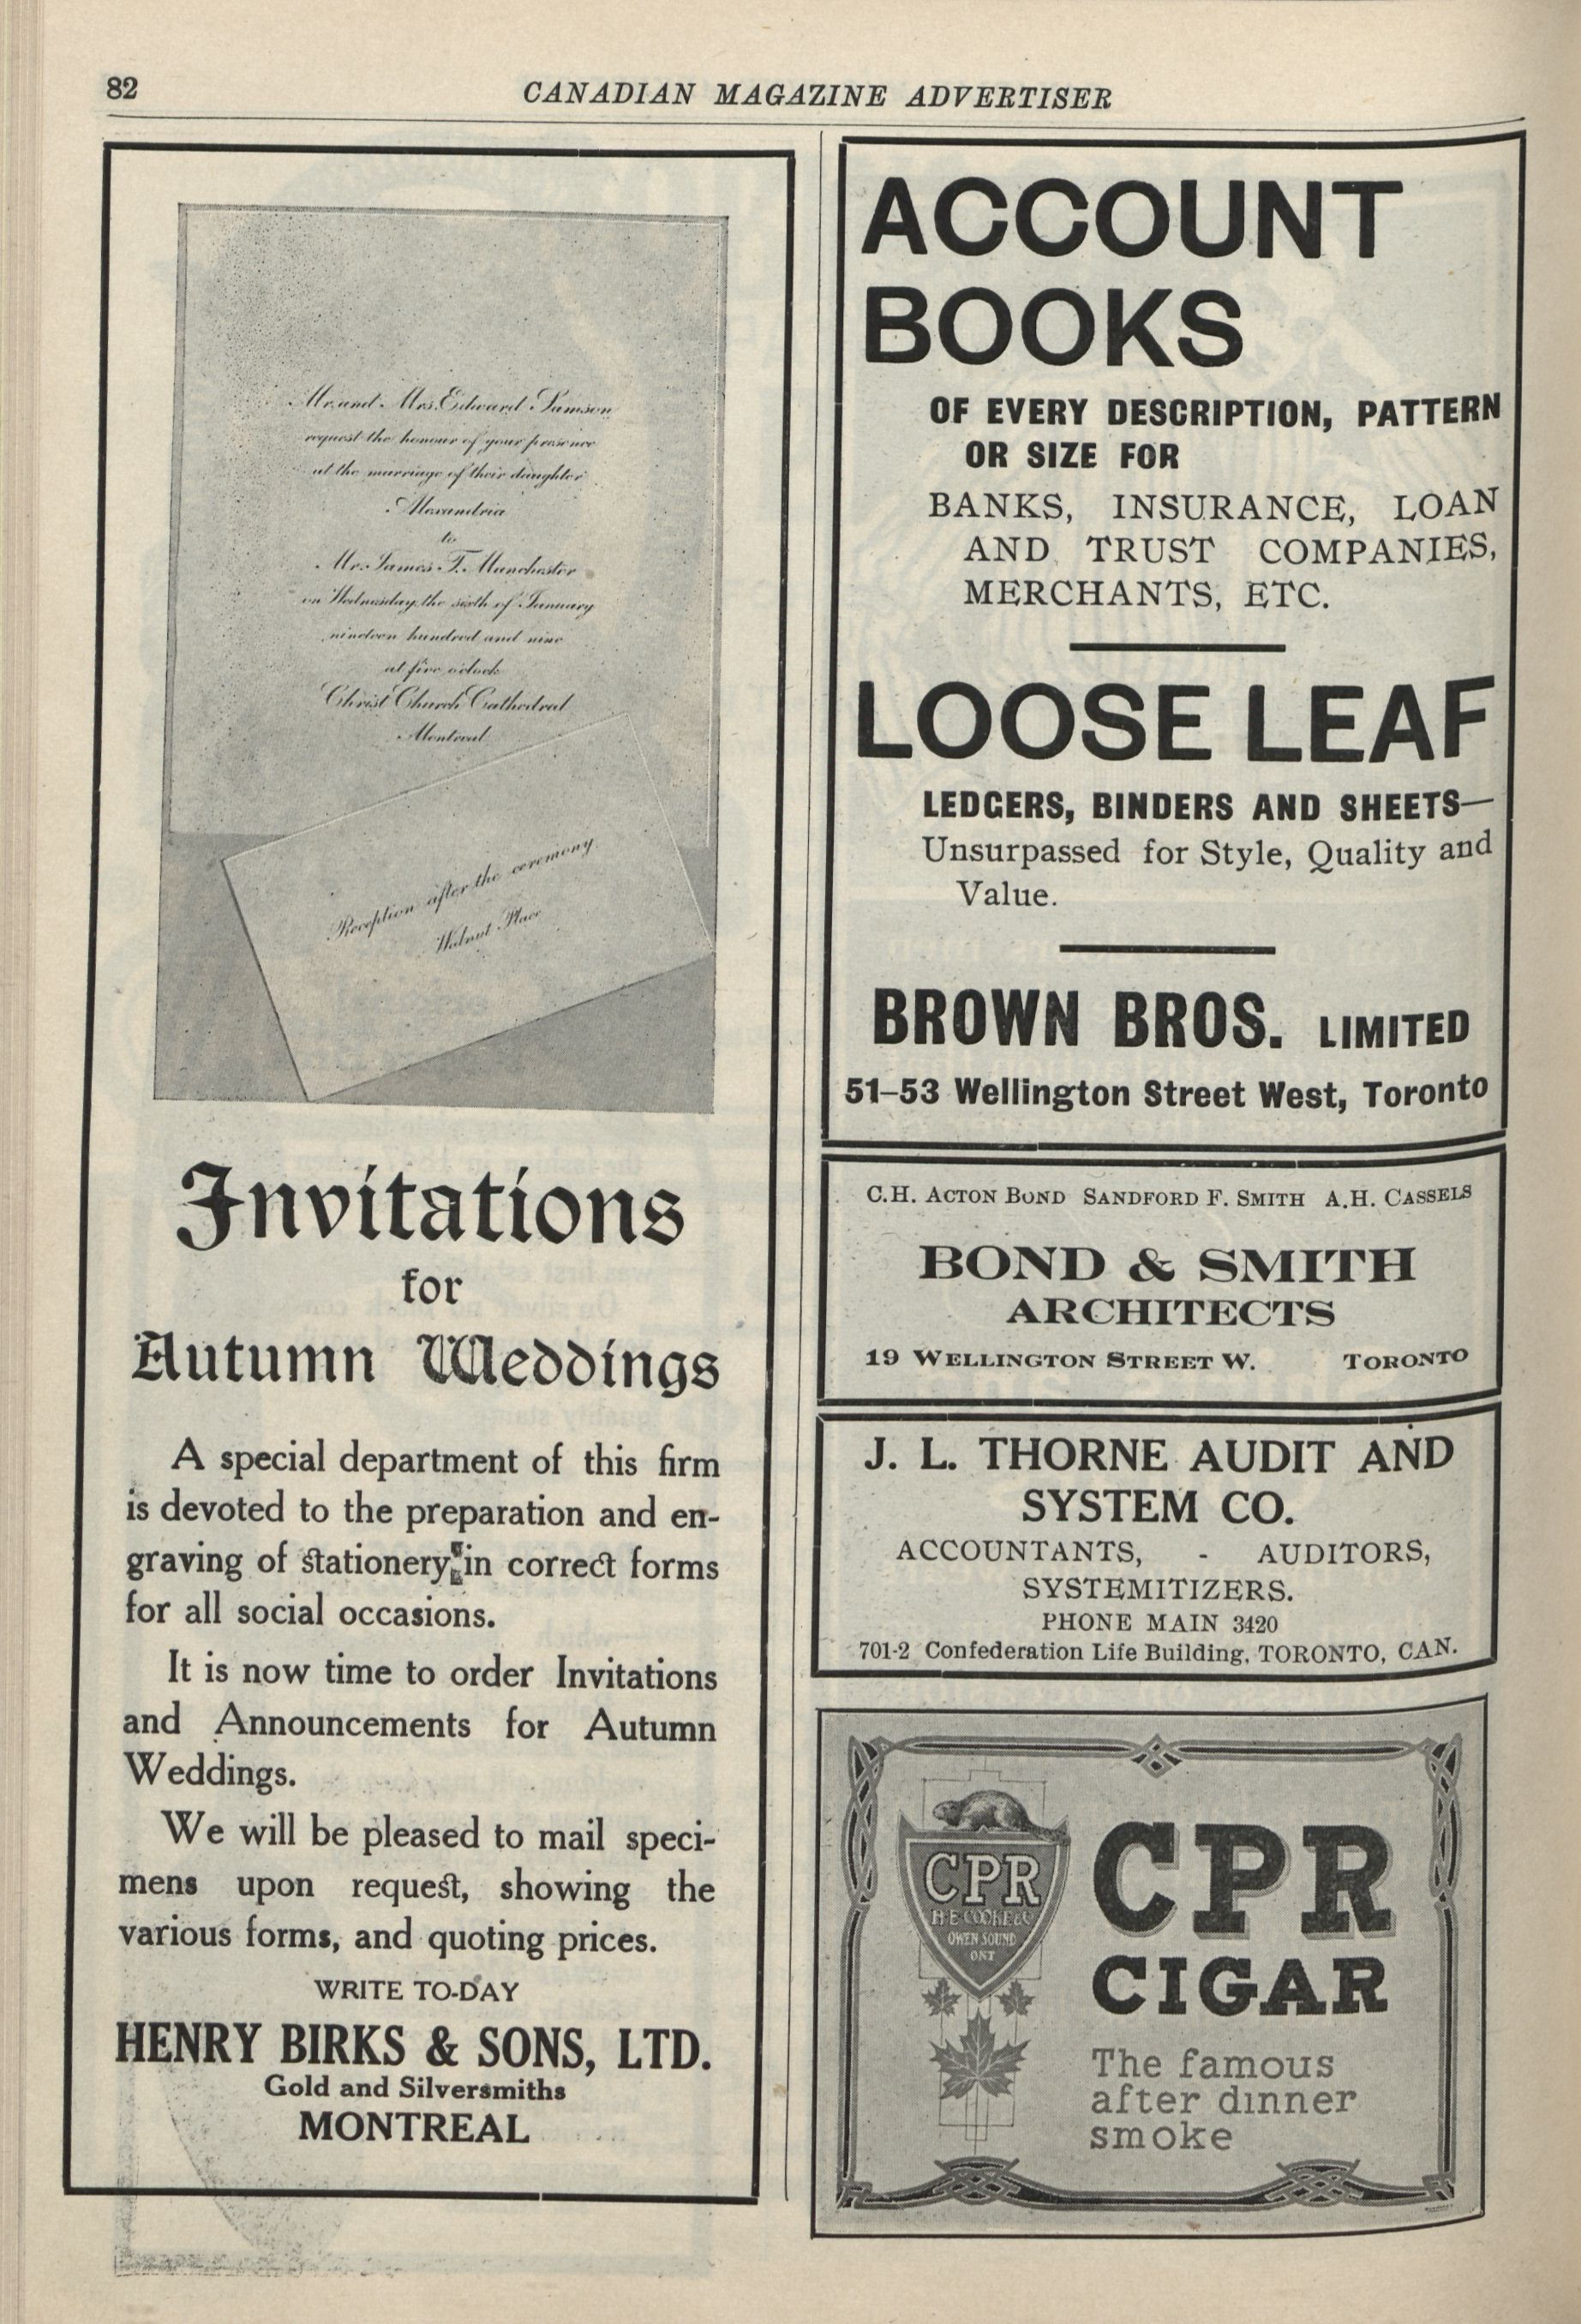 82
CANADIAN MAGAZINE ADVERTISER
Mr. and Mrs. Edward Samson
request the honour of your presence
at the marriage of their daughter
Alexandria
to
Mr. James T. Manchester
on Wednesday the sixth of January
nineteen hundred and nine
at five o'clock
Christ Church Cathedral
Montreal
Reception after the ceremony
Walnut Place
Invitations
for
Autumn Weddings
A special department of this firm
is devoted to the preparation and en-
graving of stationery in correct forms
for all social occasions.
It is now time to order Invitations
and Announcements for Autumn
Weddings.
We will be pleased to mail speci-
mens upon request, showing the
various forms, and quoting prices.
WRITE TO-DAY
HENRY BIRKS & SONS, LTD.
Gold and Silversmiths
MONTREAL
ACCOUNT
BOOKS
OF EVERY DESCRIPTION, PATTERN
OR SIZE FOR
BANKS, INSURANCE, LOAN
AND TRUST COMPANIES,
MERCHANTS, ETC.
LOOSE LEAF
LEDGERS, BINDERS AND SHEETS—
Unsurpassed for Style, Quality and
Value.
BROWN BROS. LIMITED
51-53 Wellington Street West, Toronto
C.H. ACTON BOND SANDFORD F. SMITH A.H. CASSELS
BOND & SMITH
ARCHITECTS
19 WELLINGTON STREET W. TORONTO
J. L. THORNE AUDIT AND
SYSTEM CO.
ACCOUNTANTS, - AUDITORS,
SYSTEMITIZERS.
PHONE MAIN 3420
701-2 Confederation Life Building, TORONTO, CAN.
CPR
H·E·COOKE&Co
OWEN SOUND
ONT
CPR
CIGAR
The famous
after dinner
smoke